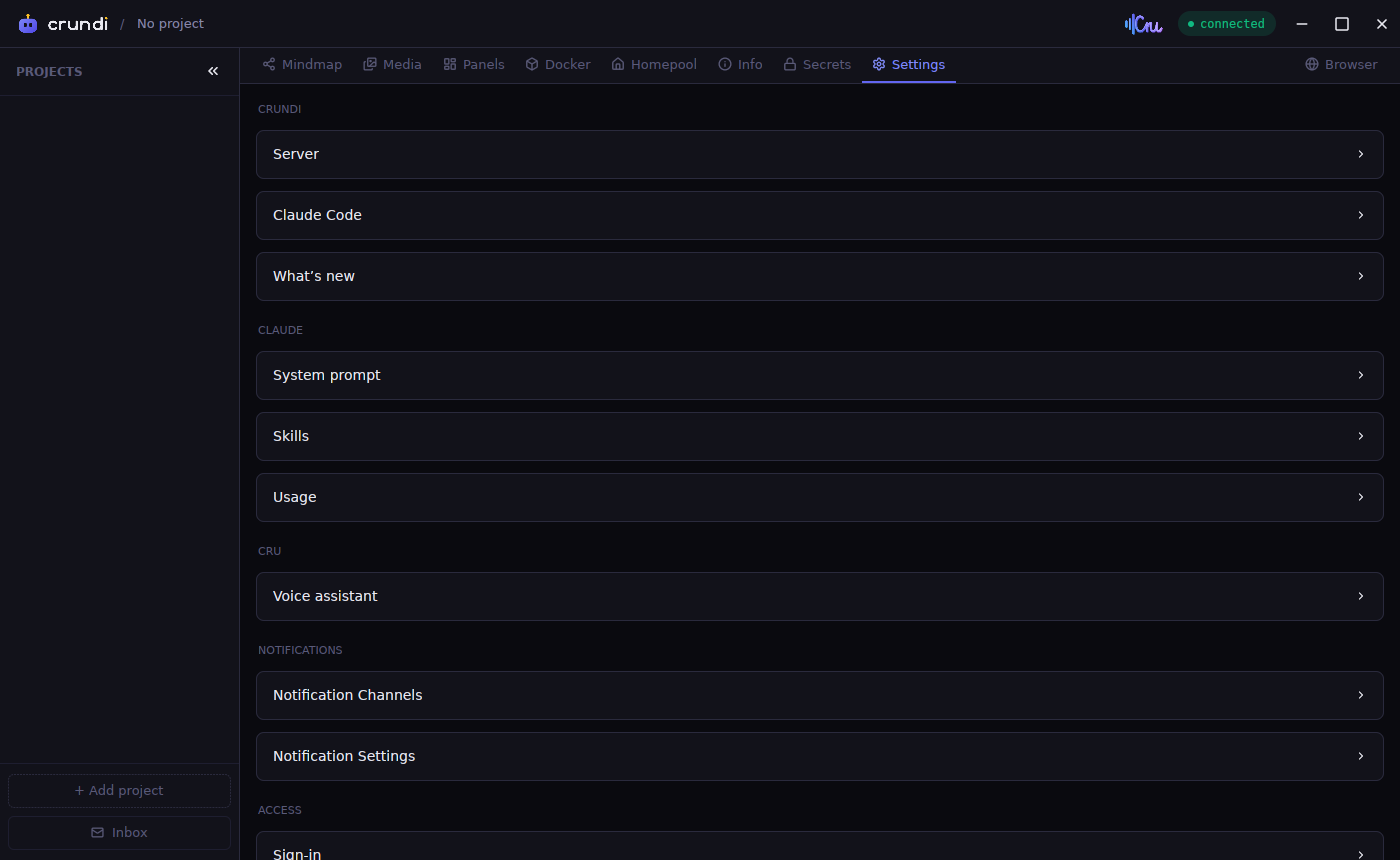 crundi / No project
Cru
connected
PROJECTS
Mindmap Media Panels Docker Homepool Info Secrets Settings Browser
CRUNDI
Server
Claude Code
What’s new
CLAUDE
System prompt
Skills
Usage
CRU
Voice assistant
NOTIFICATIONS
Notification Channels
Notification Settings
ACCESS
Sign-in
+ Add project
Inbox